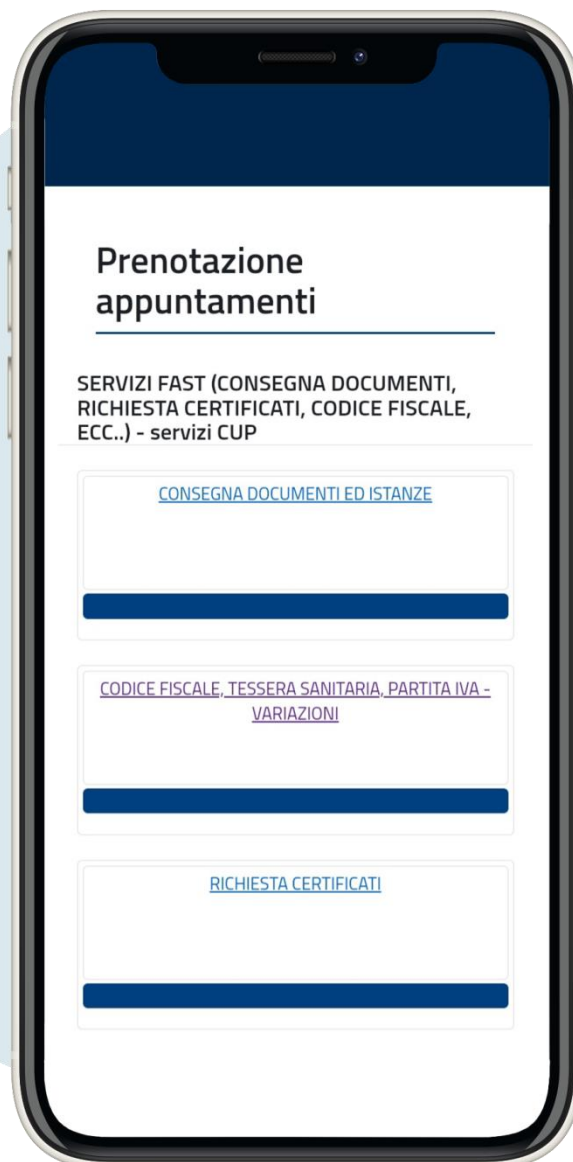 Prenotazione
appuntamenti
SERVIZI FAST (CONSEGNA DOCUMENTI,
RICHIESTA CERTIFICATI, CODICE FISCALE,
ECC..) - servizi CUP
CONSEGNA DOCUMENTI ED ISTANZE
CODICE FISCALE, TESSERA SANITARIA, PARTITA IVA -
VARIAZIONI
RICHIESTA CERTIFICATI